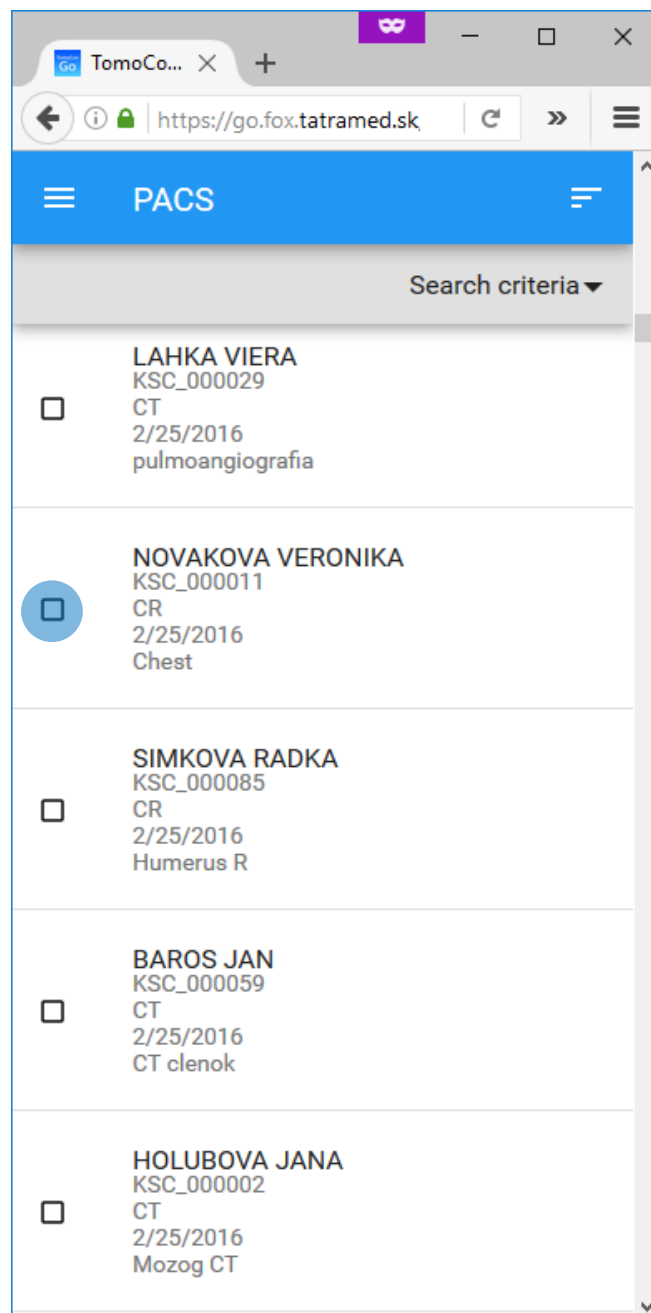 TomoCo...
https://go.fox.tatramed.sk
PACS
Search criteria
LAHKA VIERA
KSC_000029
CT
2/25/2016
pulmoangiografia
NOVAKOVA VERONIKA
KSC_000011
CR
2/25/2016
Chest
SIMKOVA RADKA
KSC_000085
CR
2/25/2016
Humerus R
BAROS JAN
KSC_000059
CT
2/25/2016
CT clenok
HOLUBOVA JANA
KSC_000002
CT
2/25/2016
Mozog CT